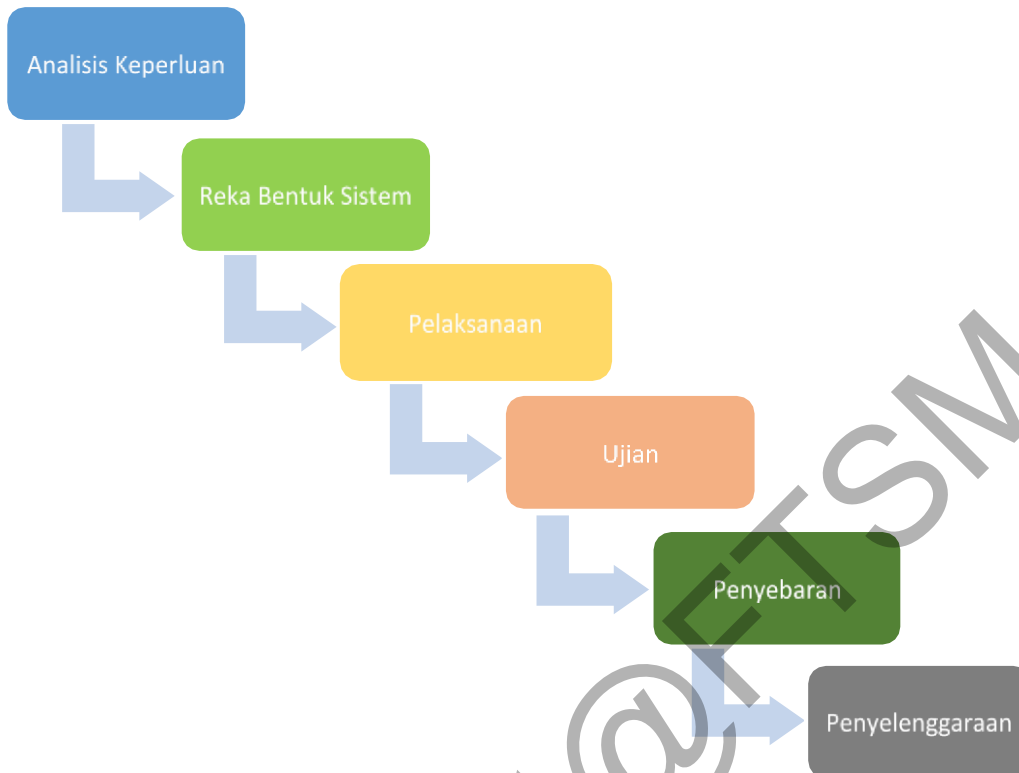 Analisis Keperluan
Reka Bentuk Sistem
Pelaksanaan
Ujian
Penyebaran
Penyelenggaraan
@FTSM